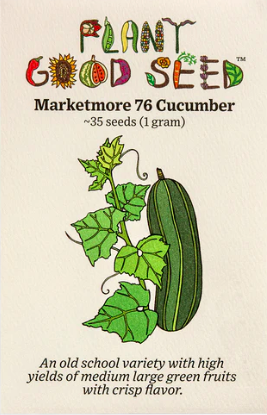 PLANT
GOOD SEED™
Marketmore 76 Cucumber
~35 seeds (1 gram)
An old school variety with high
yields of medium large green fruits
with crisp flavor.